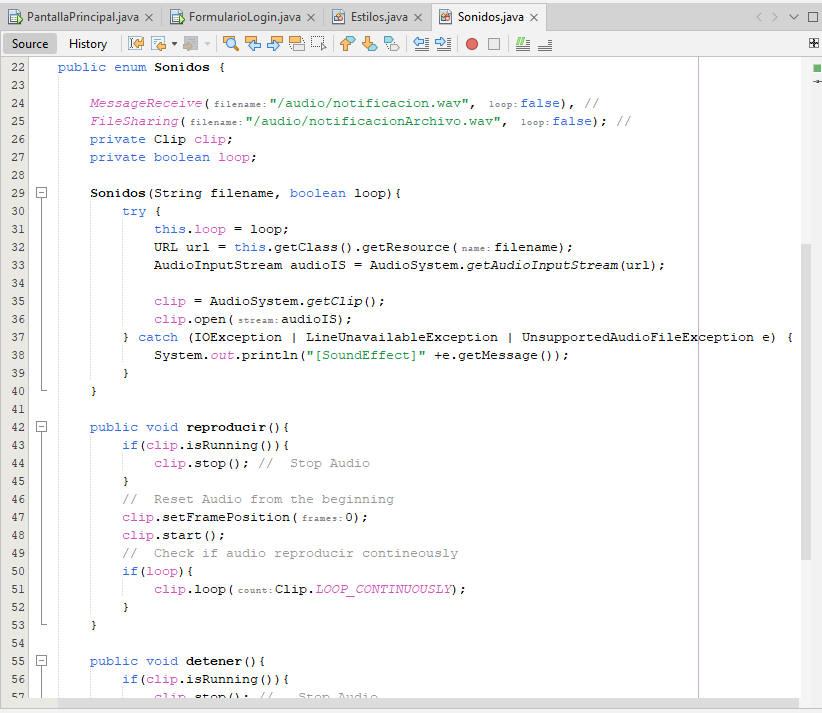 PantallaPrincipal.java FormularioLogin.java Estilos.java Sonidos.java
Source History
22 public enum Sonidos {
23
24 MessageReceive( filename: "/audio/notificacion.wav", loop: false), //
25 FileSharing( filename: "/audio/notificacionArchivo.wav", loop: false); //
26 private Clip clip;
27 private boolean loop;
28
29 Sonidos(String filename, boolean loop){
30 try {
31 this.loop = loop;
32 URL url = this.getClass().getResource( name: filename);
33 AudioInputStream audioIS = AudioSystem.getAudioInputStream(url);
34
35 clip = AudioSystem.getClip();
36 clip.open( stream: audioIS);
37 } catch (IOException | LineUnavailableException | UnsupportedAudioFileException e) {
38 System.out.println("[SoundEffect]" +e.getMessage());
39 }
40 }
41
42 public void reproducir(){
43 if(clip.isRunning()){
44 clip.stop(); // Stop Audio
45 }
46 // Reset Audio from the beginning
47 clip.setFramePosition( frames: 0);
48 clip.start();
49 // Check if audio reproducir contineously
50 if(loop){
51 clip.loop( count: Clip.LOOP_CONTINUOUSLY);
52 }
53 }
54
55 public void detener(){
56 if(clip.isRunning()){
57 clip.stop(); // Stop Audio